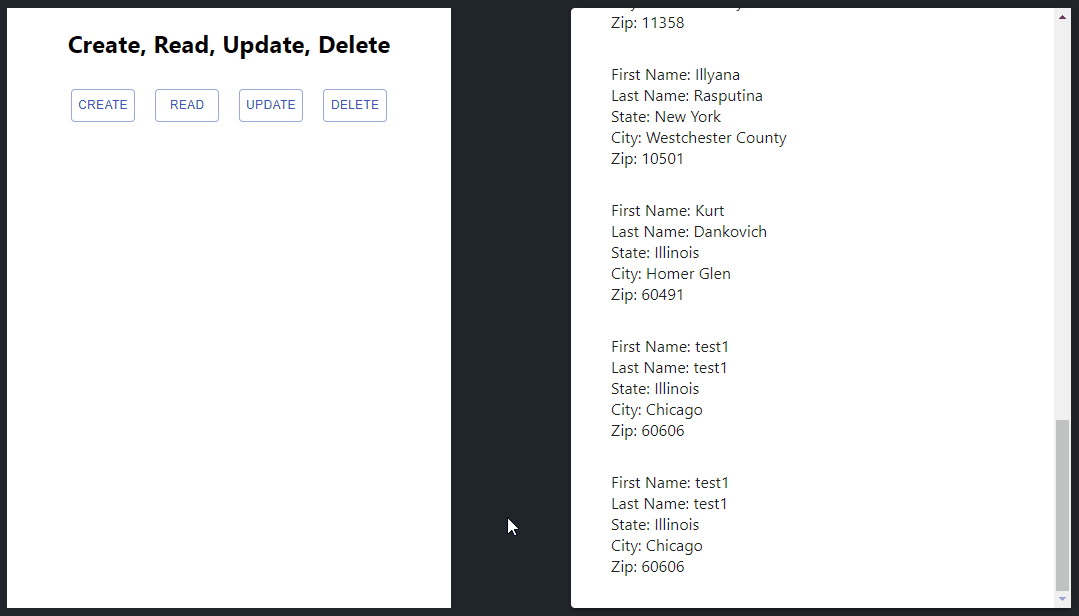 Create, Read, Update, Delete
CREATE READ UPDATE DELETE
Zip: 11358
First Name: Illyana
Last Name: Rasputina
State: New York
City: Westchester County
Zip: 10501
First Name: Kurt
Last Name: Dankovich
State: Illinois
City: Homer Glen
Zip: 60491
First Name: test1
Last Name: test1
State: Illinois
City: Chicago
Zip: 60606
First Name: test1
Last Name: test1
State: Illinois
City: Chicago
Zip: 60606